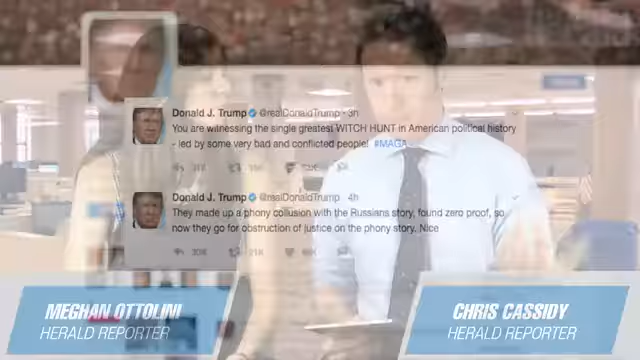 Donald J. Trump @realDonaldTrump · 3h
You are witnessing the single greatest WITCH HUNT in American political history
- led by some very bad and conflicted people! #MAGA
Donald J. Trump @realDonaldTrump · 4h
They made up a phony collusion with the Russians story, found zero proof, so
now they go for obstruction of justice on the phony story. Nice
21K
MEGHAN OTTOLINI
HERALD REPORTER
CHRIS CASSIDY
HERALD REPORTER